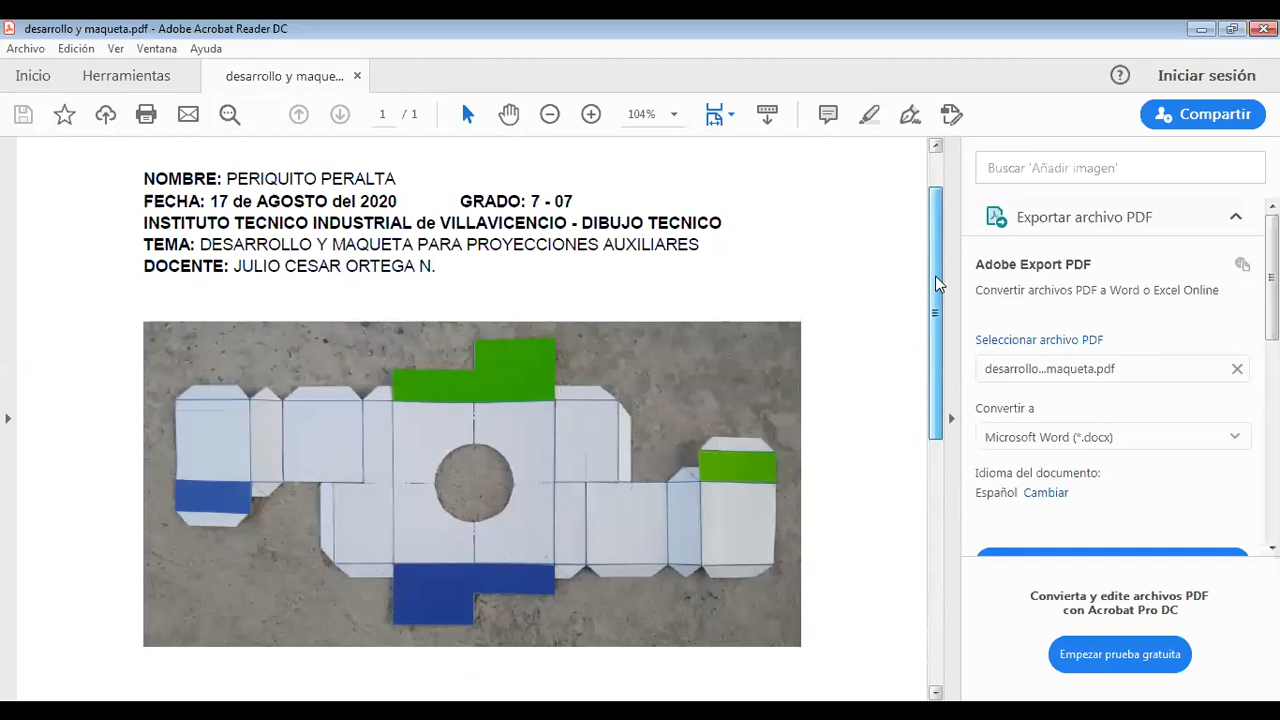 desarrollo y maqueta.pdf - Adobe Acrobat Reader DC
Archivo Edición Ver Ventana Ayuda
Inicio Herramientas desarrollo y maque... ×
Iniciar sesión
1 / 1 104% Compartir
NOMBRE: PERIQUITO PERALTA
FECHA: 17 de AGOSTO del 2020 GRADO: 7 - 07
INSTITUTO TECNICO INDUSTRIAL de VILLAVICENCIO - DIBUJO TECNICO
TEMA: DESARROLLO Y MAQUETA PARA PROYECCIONES AUXILIARES
DOCENTE: JULIO CESAR ORTEGA N.
Buscar 'Añadir imagen'
Exportar archivo PDF
Adobe Export PDF
Convertir archivos PDF a Word o Excel Online
Seleccionar archivo PDF
desarrollo...maqueta.pdf
Convertir a
Microsoft Word (*.docx)
Idioma del documento:
Español Cambiar
Convierta y edite archivos PDF
con Acrobat Pro DC
Empezar prueba gratuita